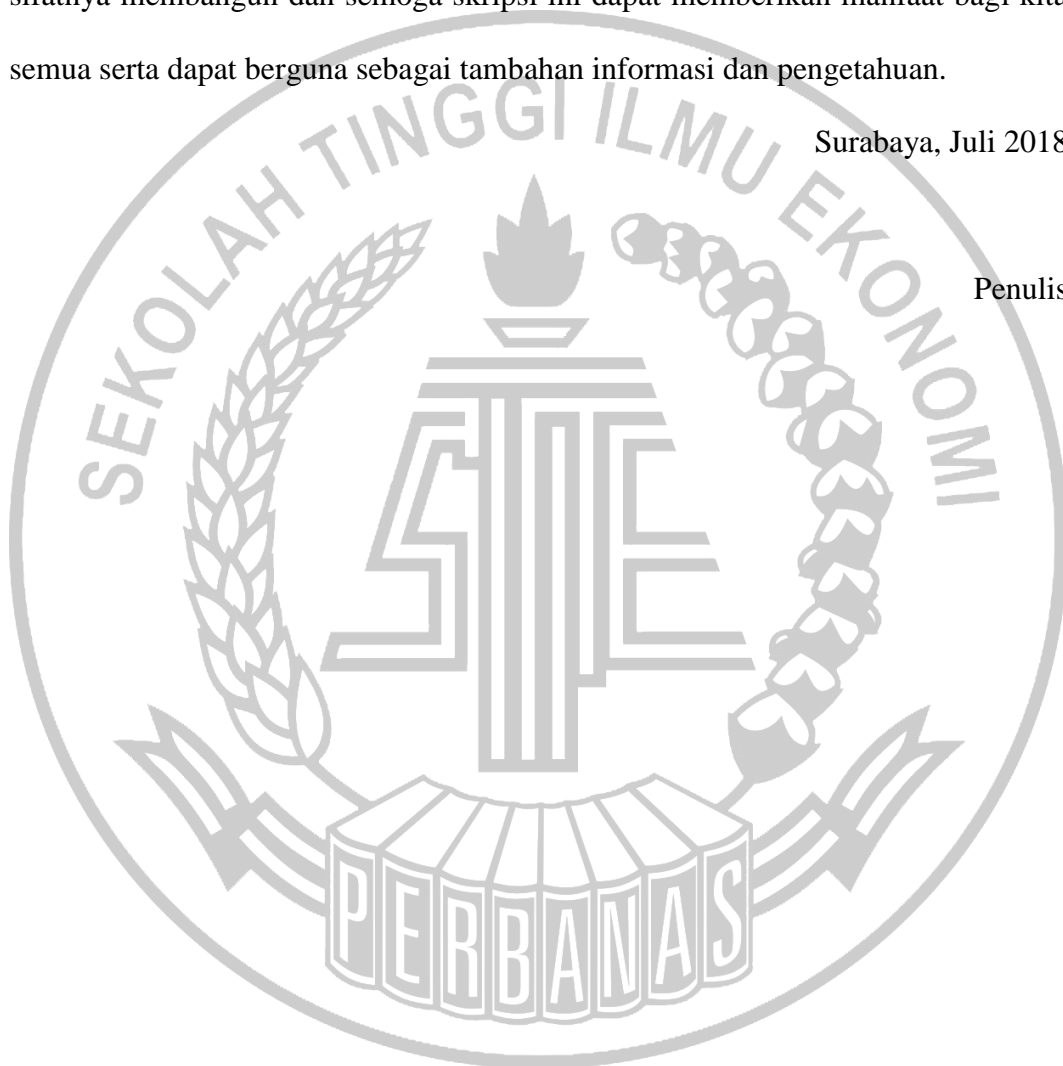 sifatnya membangun dan semoga skripsi ini dapat memberikan manfaat bagi kita
semua serta dapat berguna sebagai tambahan informasi dan pengetahuan.
Surabaya, Juli 2018
Penulis
SEKOLAH TINGGI ILMU EKONOMI
STIE
PERBANAS